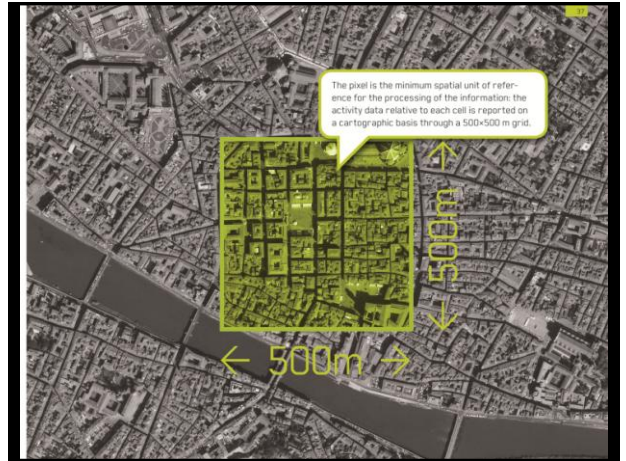 37
The pixel is the minimum spatial unit of refer-
ence for the processing of the information: the
activity data relative to each cell is reported on
a cartographic basis through a 500×500 m grid.
500m
500m